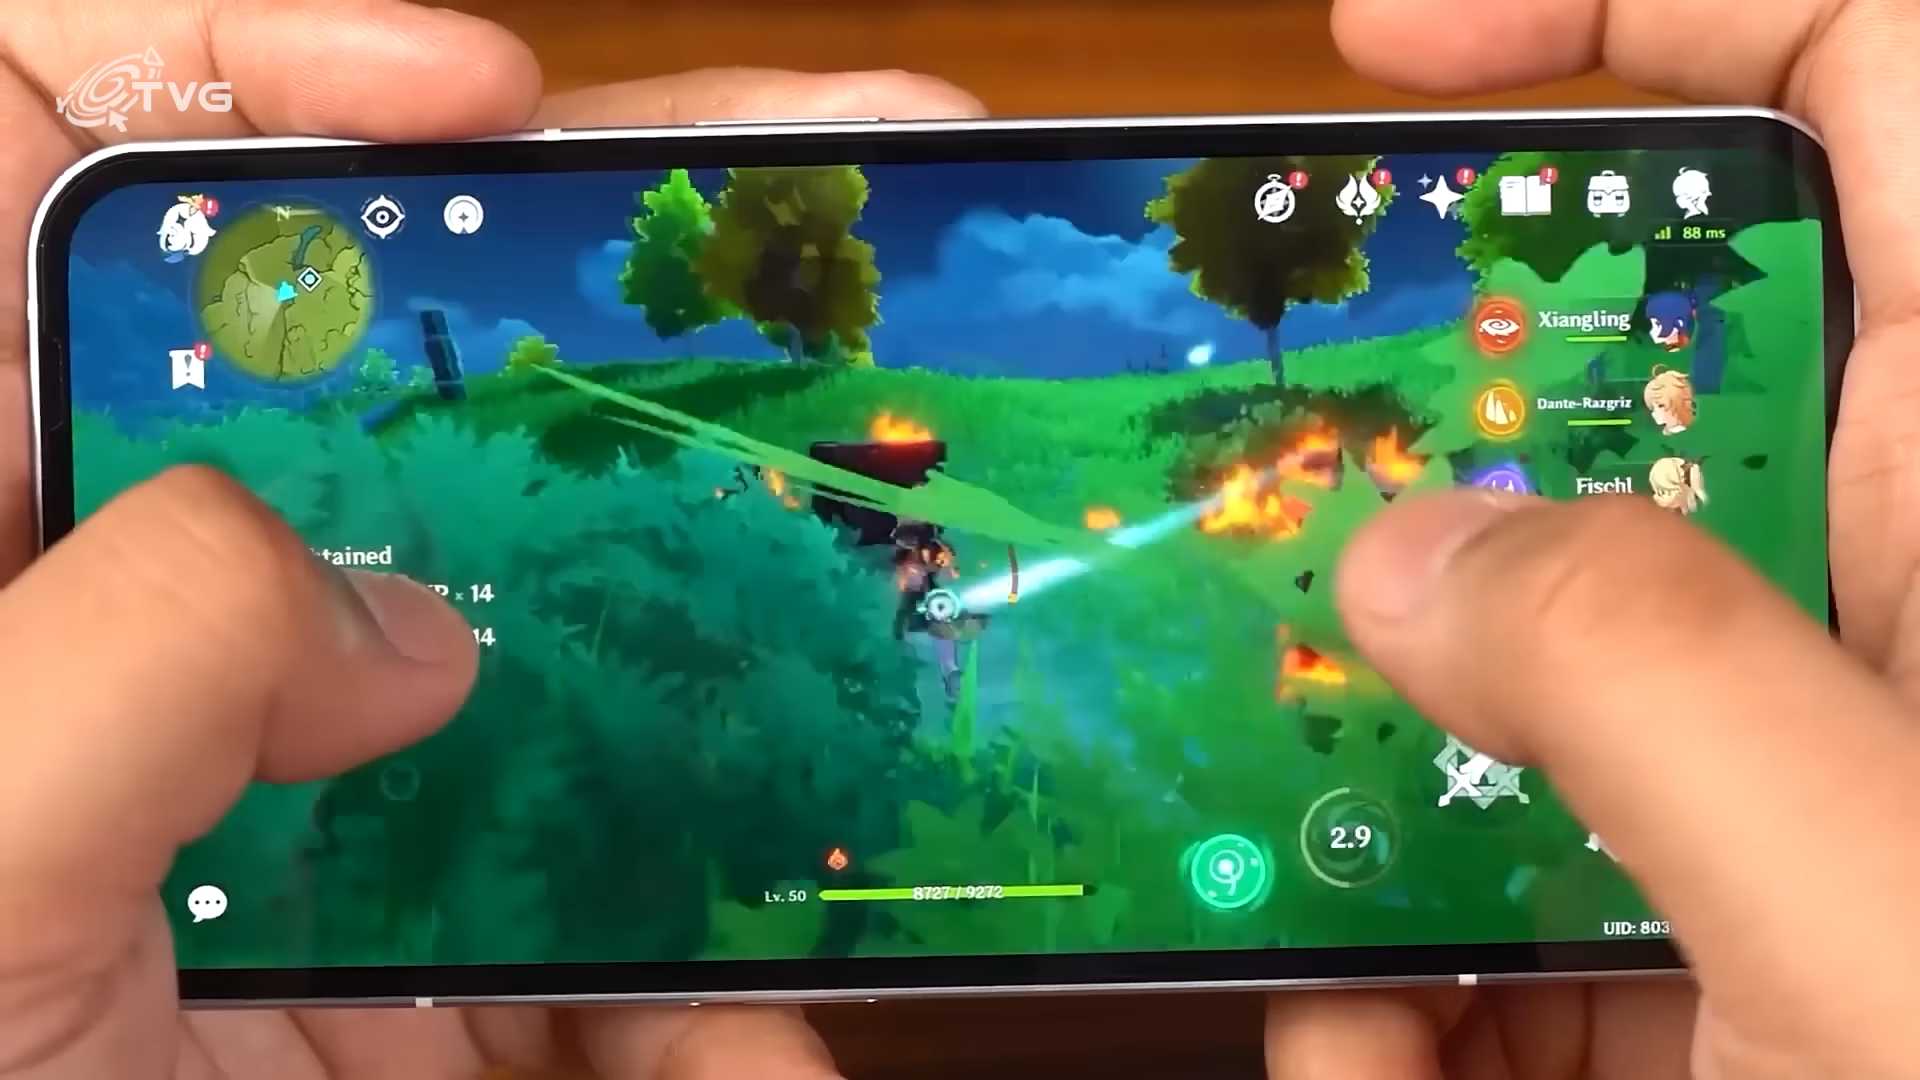 TVG
N
88 ms
Xiangling
Dante-Razgriz
Fischl
tained
× 14
14
2.9
Lv. 50
8727 / 9272
UID: 803